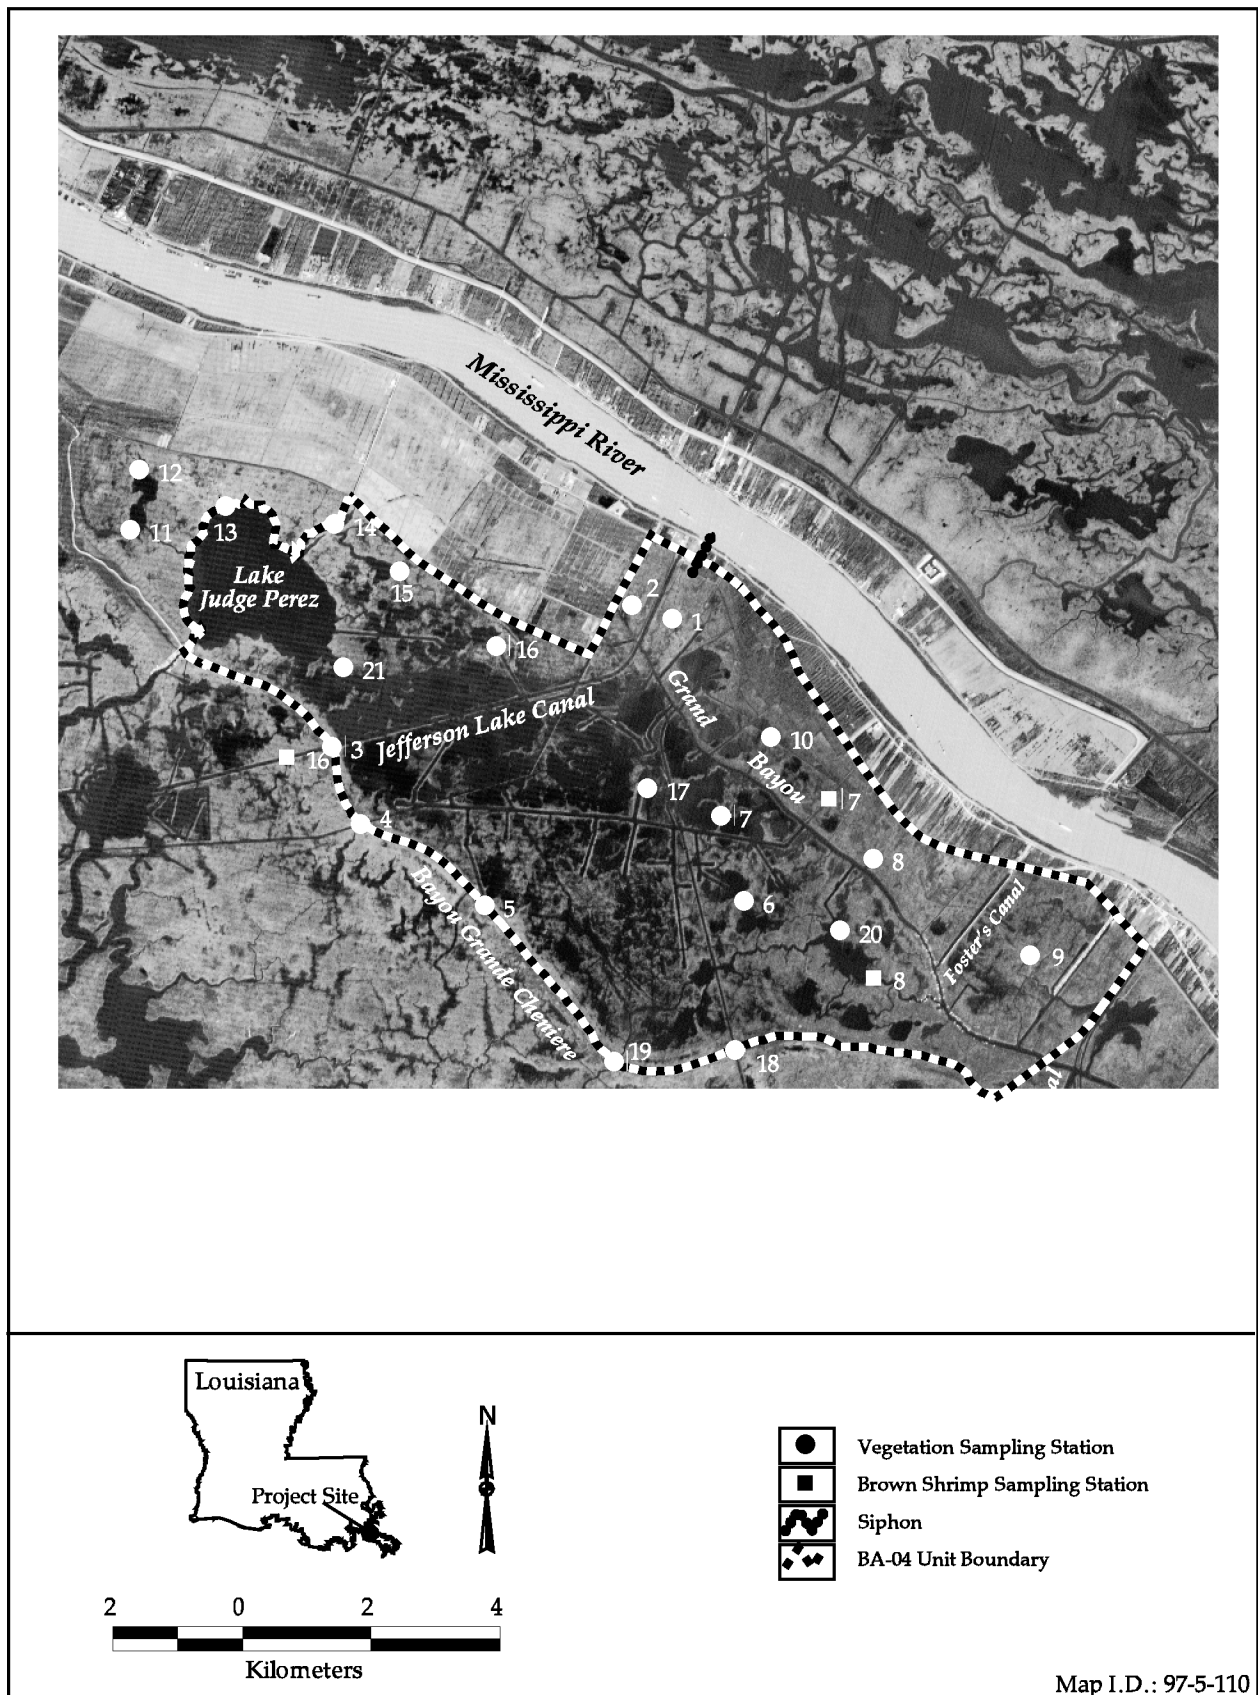 Mississippi River
12
11
13
14
Lake
Judge Perez
15
2
1
16
21
Grand
Jefferson Lake Canal
3
16
10
Bayou
17
7
7
4
8
Bayou Grande Cheniere
5
6
20
Foster's Canal
9
8
19
18
al
Louisiana
Project Site
N
2 0 2 4
Kilometers
Vegetation Sampling Station
Brown Shrimp Sampling Station
Siphon
BA-04 Unit Boundary
Map I.D.: 97-5-110